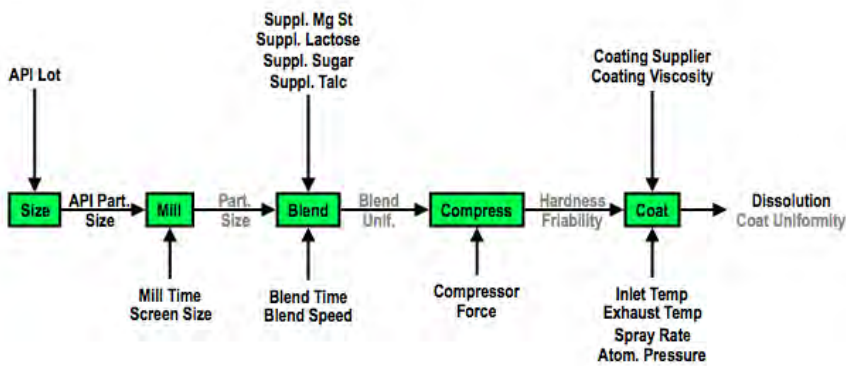 Suppl. Mg St
Suppl. Lactose
Suppl. Sugar
Suppl. Talc
Coating Supplier
Coating Viscosity
API Lot
Size
API Part.
Size
Mill
Part.
Size
Blend
Blend
Unif.
Compress
Hardness
Friability
Coat
Dissolution
Coat Uniformity
Mill Time
Screen Size
Blend Time
Blend Speed
Compressor
Force
Inlet Temp
Exhaust Temp
Spray Rate
Atom. Pressure